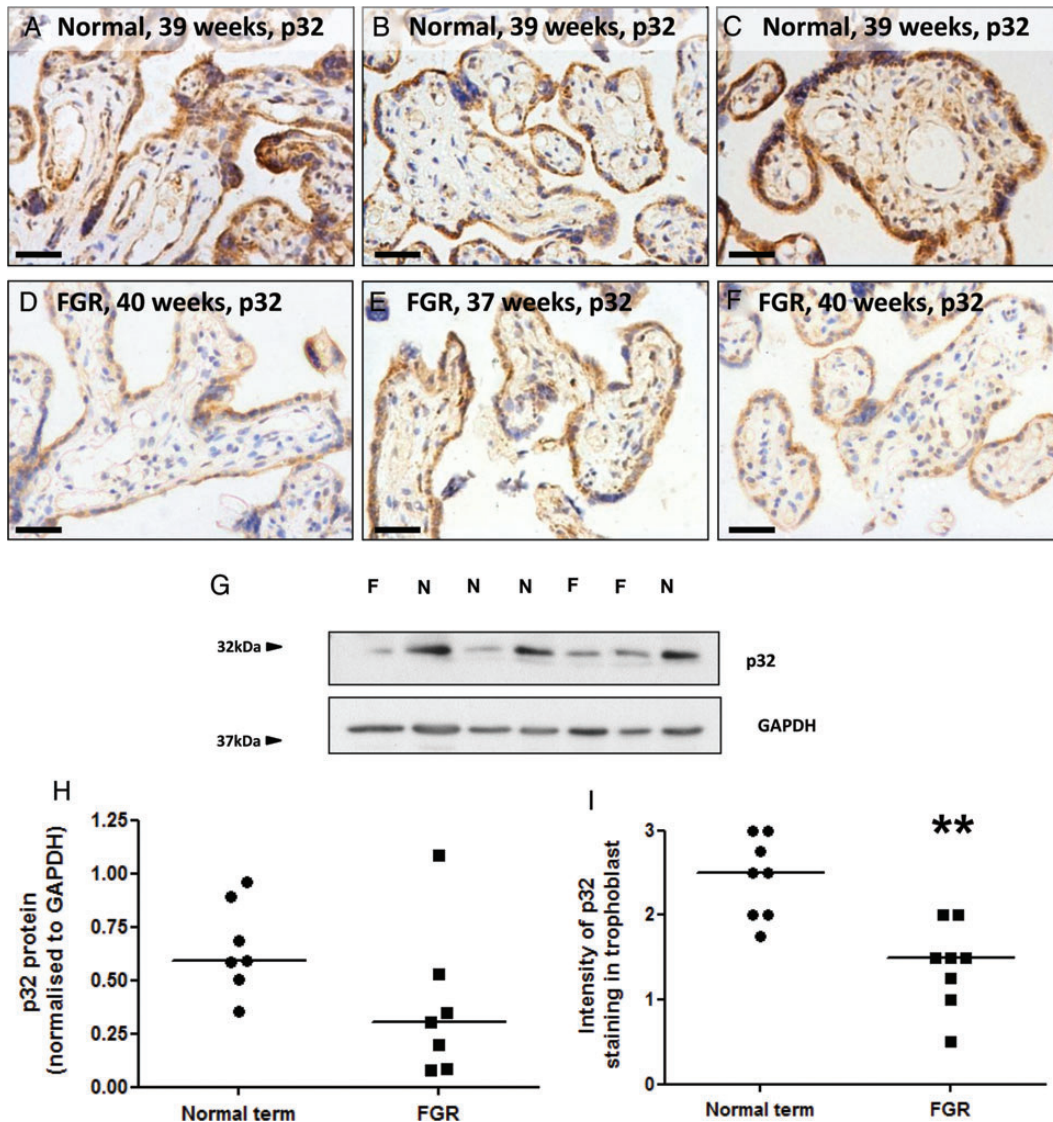 A Normal, 39 weeks, p32
B Normal, 39 weeks, p32
C Normal, 39 weeks, p32
D FGR, 40 weeks, p32
E FGR, 37 weeks, p32
F FGR, 40 weeks, p32
G
F N N N F F N
32kDa
p32
GAPDH
37kDa
H
p32 protein
(normalised to GAPDH)
1.25
1.00
0.75
0.50
0.25
0.00
Normal term FGR
I
Intensity of p32
staining in trophoblast
3
2
1
0
**
Normal term FGR